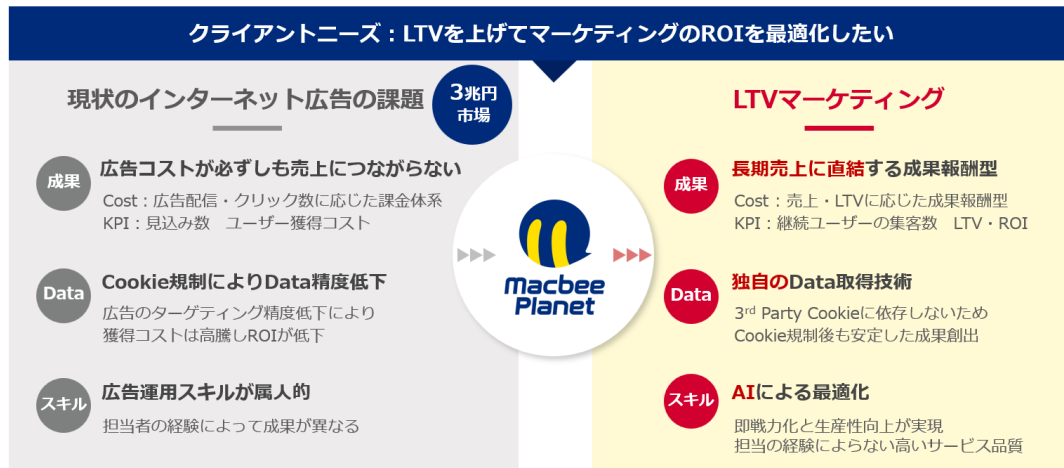 クライアントニーズ：LTVを上げてマーケティングのROIを最適化したい
現状のインターネット広告の課題
3兆円
市場
成果
広告コストが必ずしも売上につながらない
Cost：広告配信・クリック数に応じた課金体系
KPI：見込み数　ユーザー獲得コスト
Data
Cookie規制によりData精度低下
広告のターゲティング精度低下により
獲得コストは高騰しROIが低下
スキル
広告運用スキルが属人的
担当者の経験によって成果が異なる
macbee
Planet
LTVマーケティング
成果
長期売上に直結する成果報酬型
Cost：売上・LTVに応じた成果報酬型
KPI：継続ユーザーの集客数　LTV・ROI
Data
独自のData取得技術
3rd Party Cookieに依存しないため
Cookie規制後も安定した成果創出
スキル
AIによる最適化
即戦力化と生産性向上が実現
担当の経験によらない高いサービス品質